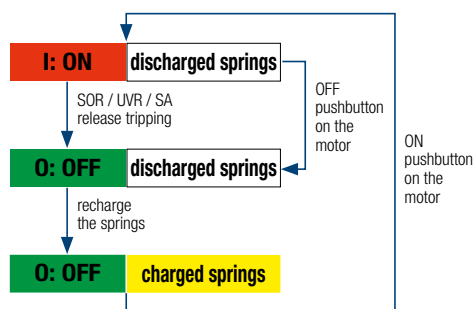 I: ON
discharged springs
SOR / UVR / SA
release tripping
OFF
pushbutton
on the
motor
ON
pushbutton
on the
motor
O: OFF
discharged springs
recharge
the springs
O: OFF
charged springs